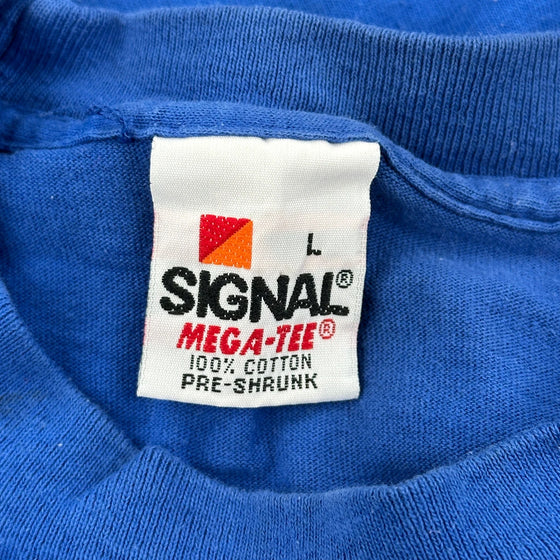 L
SIGNAL®
MEGA-TEE®
100% COTTON
PRE-SHRUNK